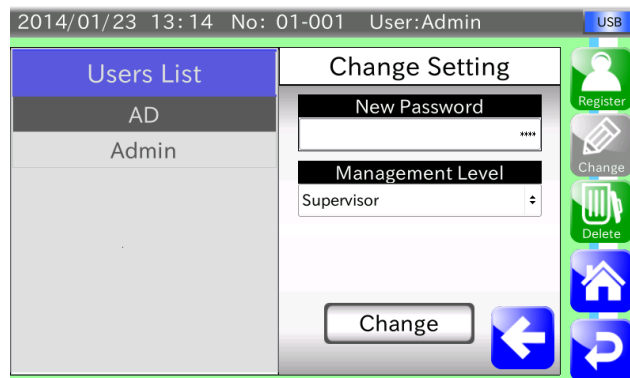 2014/01/23 13:14 No: 01-001 User:Admin USB
Users List
AD
Admin
Change Setting
New Password
****
Management Level
Supervisor
Change
Register
Change
Delete